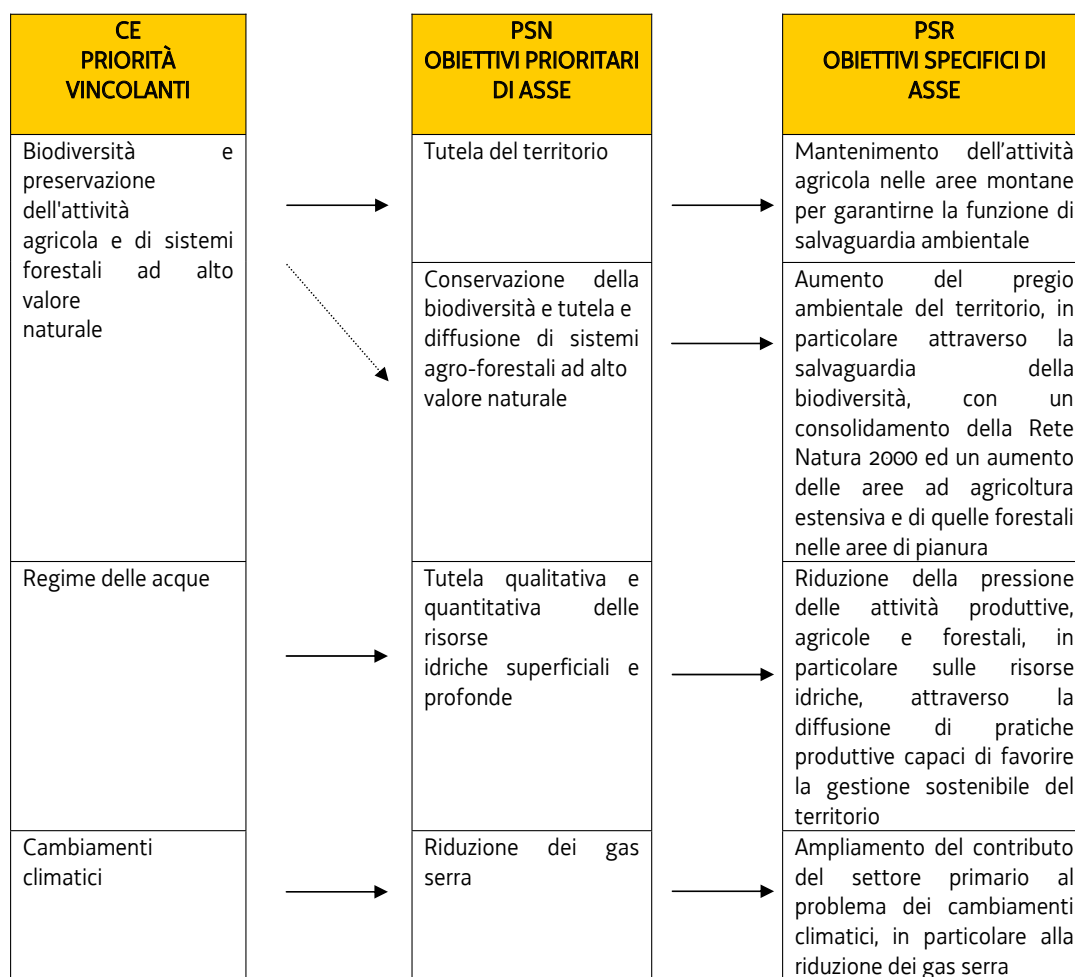 CE
PRIORITÀ
VINCOLANTI
PSN
OBIETTIVI PRIORITARI
DI ASSE
PSR
OBIETTIVI SPECIFICI DI
ASSE
Biodiversità e
preservazione
dell'attività
agricola e di sistemi
forestali ad alto
valore
naturale
Tutela del territorio
Mantenimento dell'attività
agricola nelle aree montane
per garantirne la funzione di
salvaguardia ambientale
Conservazione della
biodiversità e tutela e
diffusione di sistemi
agro-forestali ad alto
valore naturale
Aumento del pregio
ambientale del territorio, in
particolare attraverso la
salvaguardia della
biodiversità, con un
consolidamento della Rete
Natura 2000 ed un aumento
delle aree ad agricoltura
estensiva e di quelle forestali
nelle aree di pianura
Regime delle acque
Tutela qualitativa e
quantitativa delle
risorse
idriche superficiali e
profonde
Riduzione della pressione
delle attività produttive,
agricole e forestali, in
particolare sulle risorse
idriche, attraverso la
diffusione di pratiche
produttive capaci di favorire
la gestione sostenibile del
territorio
Cambiamenti
climatici
Riduzione dei gas
serra
Ampliamento del contributo
del settore primario al
problema dei cambiamenti
climatici, in particolare alla
riduzione dei gas serra